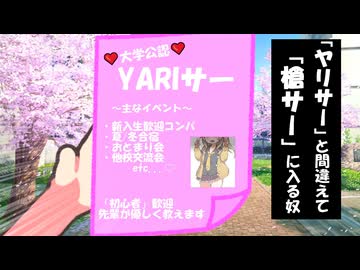 「ヤリサー」と間違えて
「槍サー」に入る奴
大学公認
YARIサー
～主なイベント～
・新入生歓迎コンパ
・夏/冬合宿
・おとまり会
・他校交流会
etc...♡
「初心者」歓迎
先輩が優しく教えます